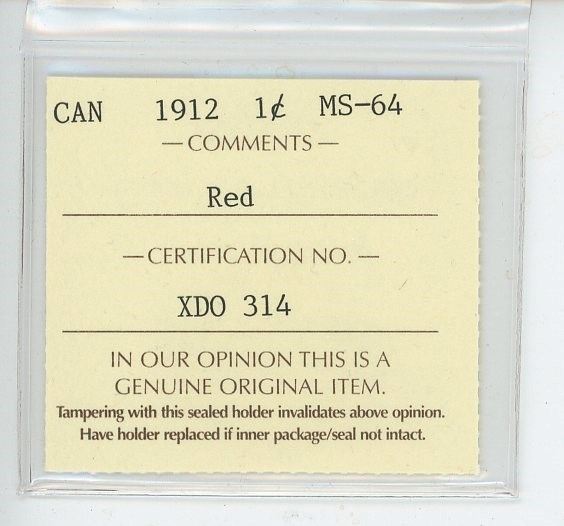 CAN 1912 1¢ MS-64
— COMMENTS —
Red
— CERTIFICATION NO. —
XDO 314
IN OUR OPINION THIS IS A
GENUINE ORIGINAL ITEM.
Tampering with this sealed holder invalidates above opinion.
Have holder replaced if inner package/seal not intact.